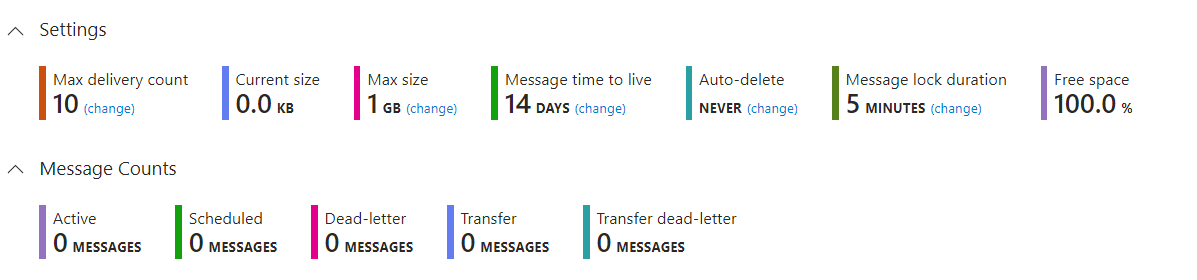 Settings
Max delivery count Current size Max size Message time to live Auto-delete Message lock duration Free space
10 (change) 0.0 KB 1 GB (change) 14 DAYS (change) NEVER (change) 5 MINUTES (change) 100.0 %
Message Counts
Active Scheduled Dead-letter Transfer Transfer dead-letter
0 MESSAGES 0 MESSAGES 0 MESSAGES 0 MESSAGES 0 MESSAGES